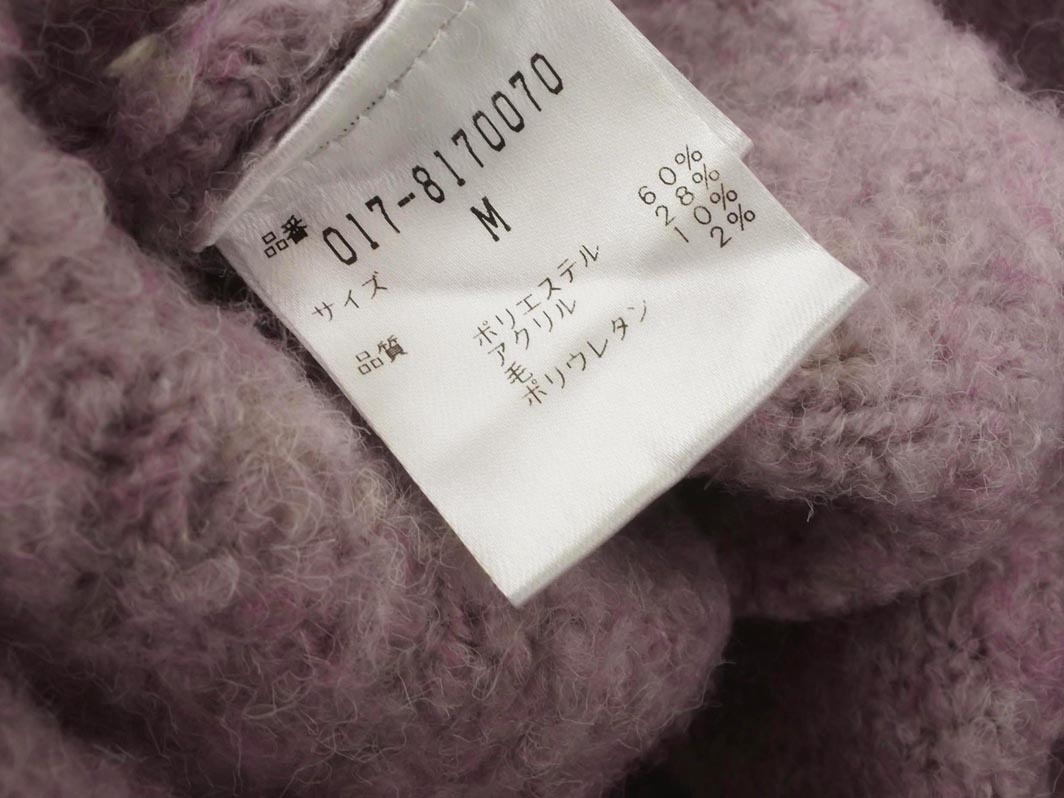 品番 017-8170070
サイズ M
品質 ポリエステル 60%
アクリル 28%
毛 10%
ポリウレタン 2%